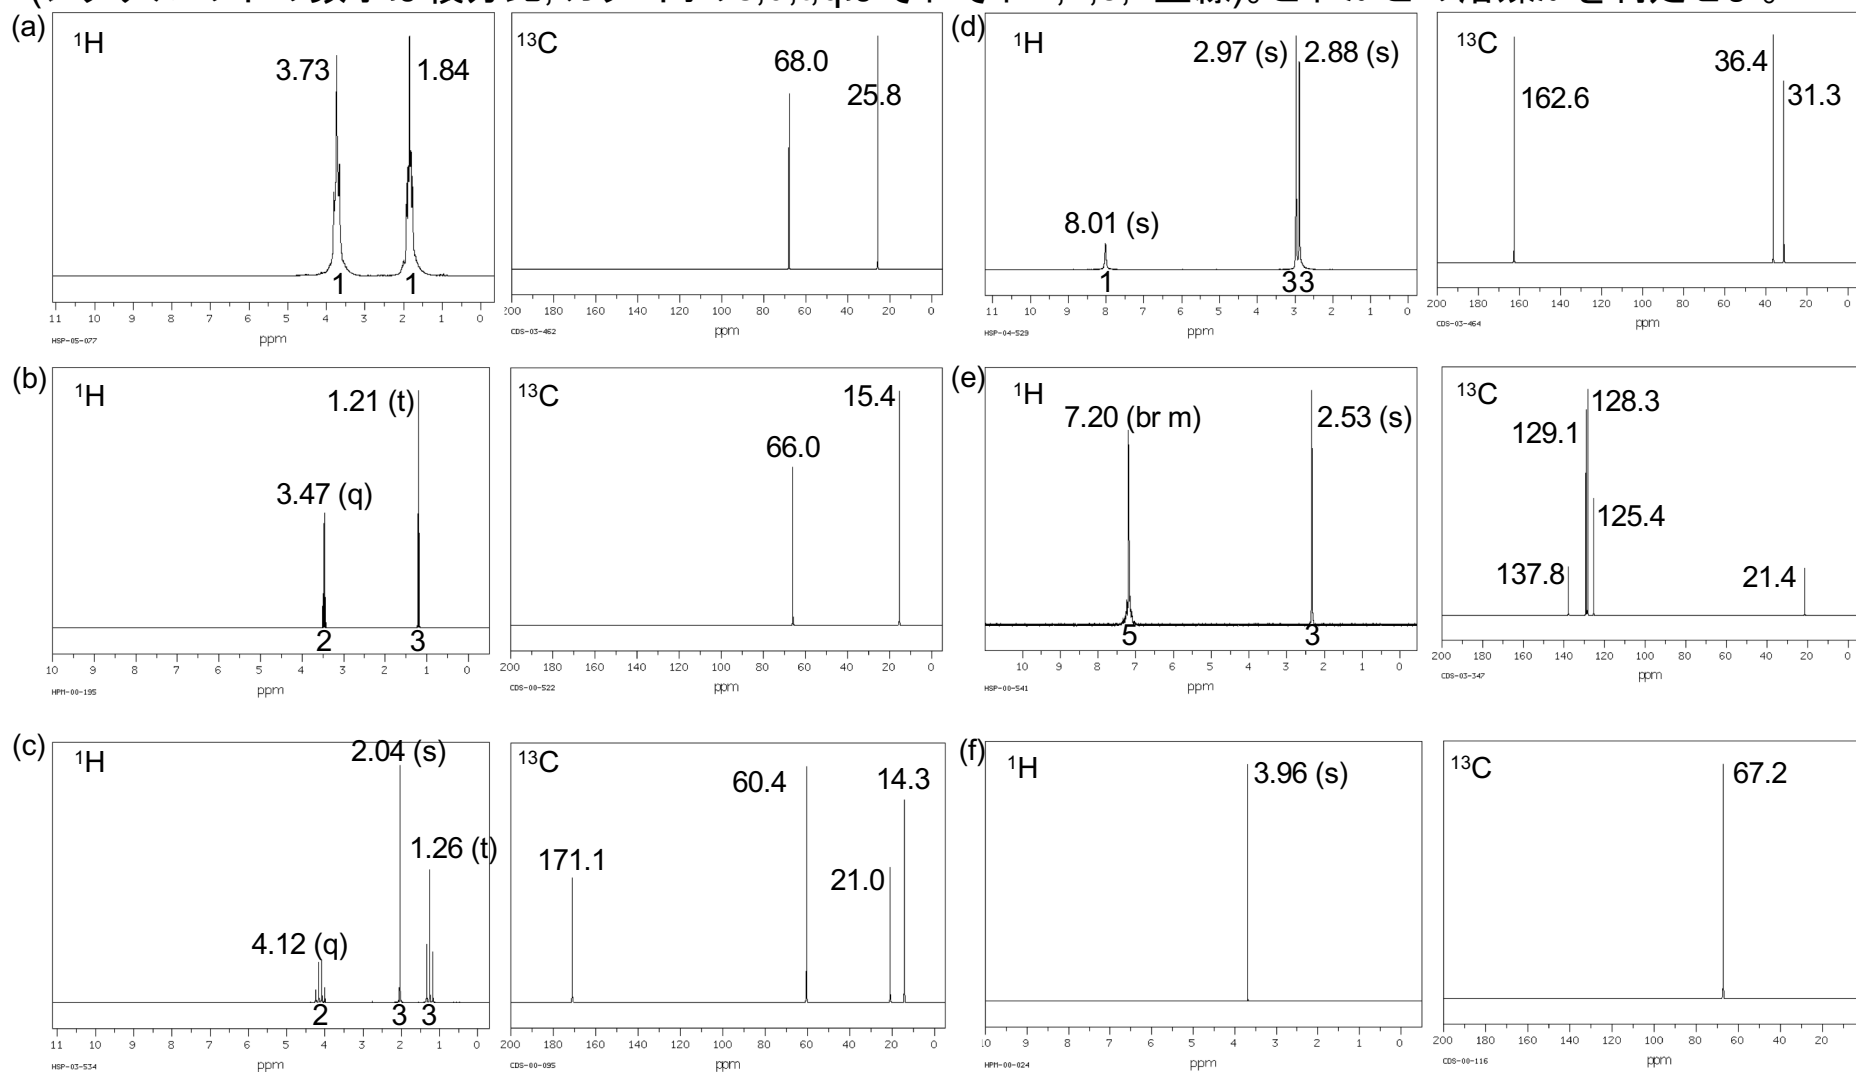 (a)
1H
3.73
1.84
1 1
11 10 9 8 7 6 5 4 3 2 1 0
HSP-05-077
ppm
13C
68.0
25.8
200 180 160 140 120 100 80 60 40 20 0
CDS-03-462
ppm
(b)
1H
1.21 (t)
3.47 (q)
2 3
10 9 8 7 6 5 4 3 2 1 0
HPM-00-195
ppm
13C
15.4
66.0
200 180 160 140 120 100 80 60 40 20 0
CDS-00-522
ppm
(c)
1H
2.04 (s)
1.26 (t)
4.12 (q)
2 3 3
11 10 9 8 7 6 5 4 3 2 1 0
HSP-03-534
ppm
13C
60.4
14.3
171.1
21.0
200 180 160 140 120 100 80 60 40 20 0
CDS-00-095
ppm
(d)
1H
2.97 (s) 2.88 (s)
8.01 (s)
1 33
11 10 9 8 7 6 5 4 3 2 1 0
HSP-04-529
ppm
13C
36.4
162.6
31.3
200 180 160 140 120 100 80 60 40 20 0
CDS-03-464
ppm
(e)
1H
7.20 (br m)
2.53 (s)
5 3
10 9 8 7 6 5 4 3 2 1 0
HSP-00-541
ppm
13C
128.3
129.1
125.4
137.8
21.4
200 180 160 140 120 100 80 60 40 20 0
CDS-03-347
ppm
(f)
1H
3.96 (s)
9 8 7 6 5 4 3 2 1 0
HPM-00-024
ppm
13C
67.2
200 180 160 140 120 100 80 60 40 20
CDS-00-116
ppm